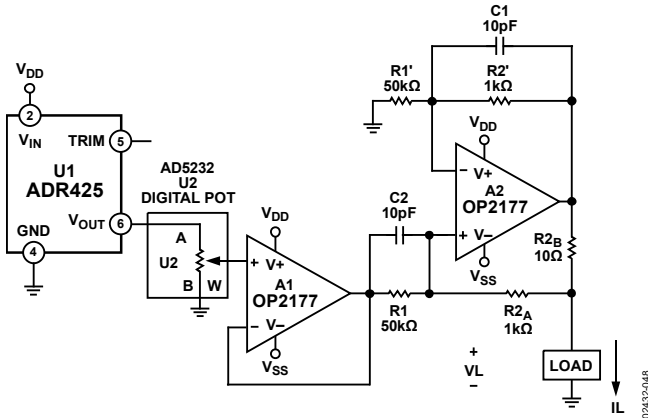 C1
10pF
R1'
50kΩ
R2'
1kΩ
VDD
2
VIN
TRIM
5
U1
ADR425
VOUT
6
GND
4
AD5232
U2
DIGITAL POT
A
U2
B
W
VDD
+
V+
A1
OP2177
−
V−
VSS
C2
10pF
R1
50kΩ
VDD
−
V+
A2
OP2177
+
V−
VSS
R2B
10Ω
R2A
1kΩ
+
VL
−
LOAD
IL
02432-048